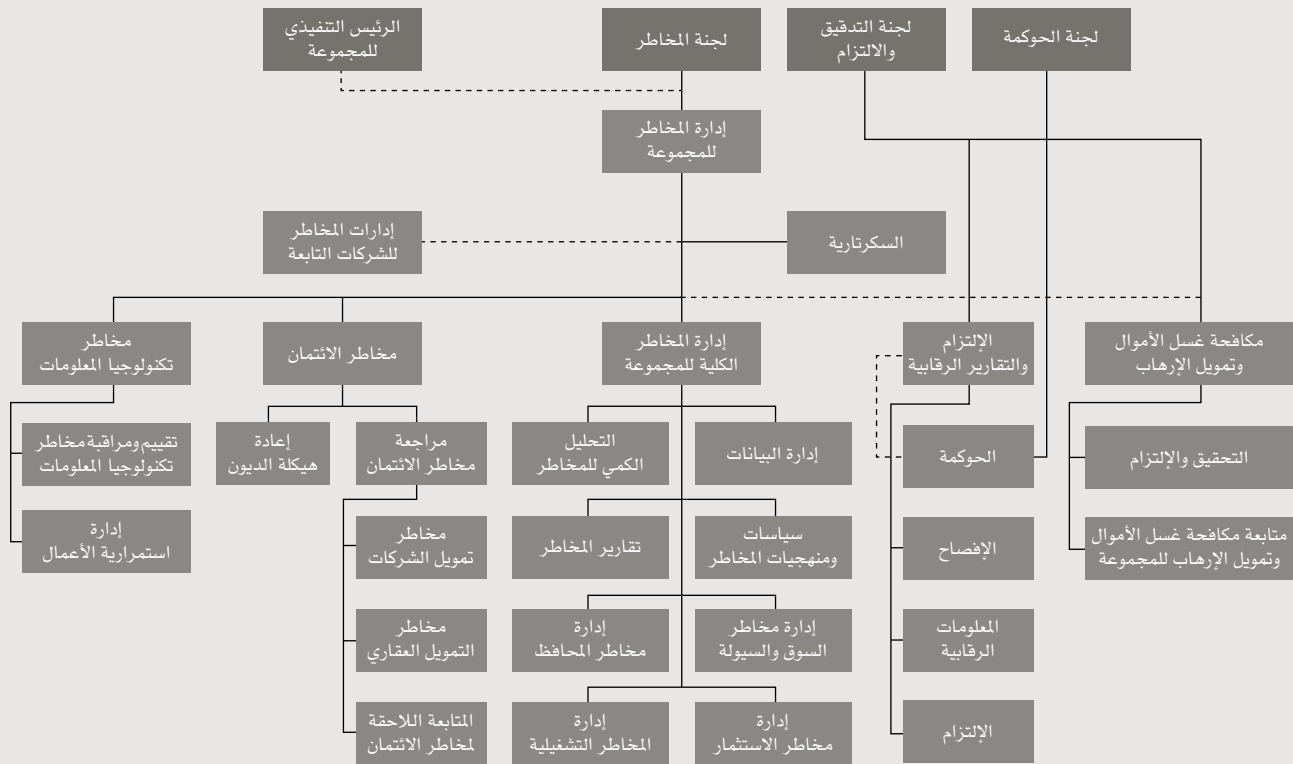 لجنة الحوكمة
لجنة التدقيق
والالتزام
لجنة المخاطر
الرئيس التنفيذي
للمجموعة
إدارة المخاطر
للمجموعة
السكرتارية
إدارات المخاطر
للشركات التابعة
مكافحة غسل الأموال
وتمويل الإرهاب
الإلتزام
والتقارير الرقابية
إدارة المخاطر
الكلية للمجموعة
مخاطر الائتمان
مخاطر
تكنولوجيا المعلومات
التحقيق والإلتزام
الحوكمة
إدارة البيانات
التحليل
الكمي للمخاطر
مراجعة
مخاطر الائتمان
إعادة
هيكلة الديون
تقييم ومراقبة مخاطر
تكنولوجيا المعلومات
متابعة مكافحة غسل الأموال
وتمويل الإرهاب للمجموعة
الإفصاح
سياسات
ومنهجيات المخاطر
تقارير المخاطر
مخاطر
تمويل الشركات
إدارة
استمرارية الأعمال
المعلومات
الرقابية
إدارة مخاطر
السوق والسيولة
إدارة
مخاطر المحافظ
مخاطر
التمويل العقاري
الإلتزام
إدارة
مخاطر الاستثمار
إدارة
المخاطر التشغيلية
المتابعة اللاحقة
لمخاطر الائتمان